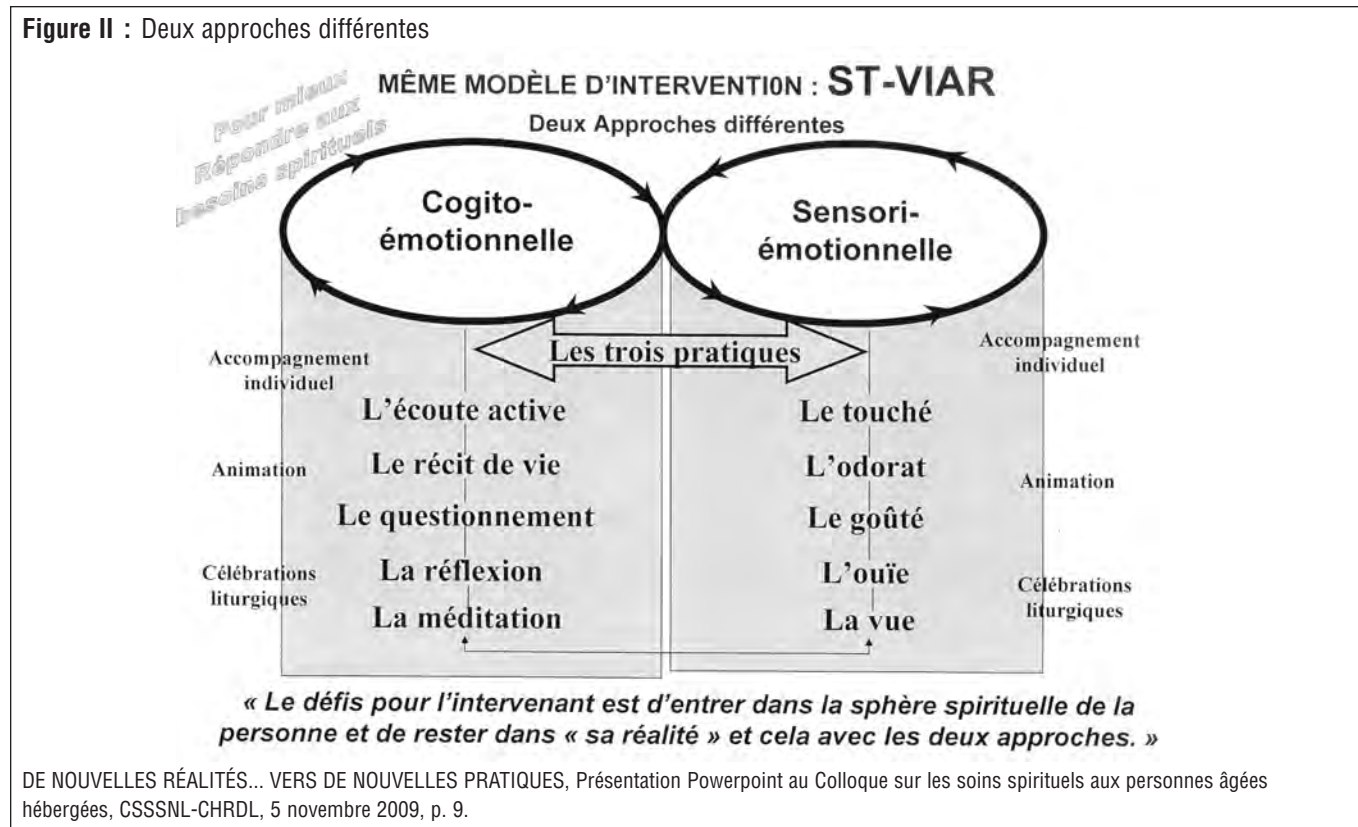 Figure II : Deux approches différentes
Pour mieux
Répondre aux
besoins spirituels
MÊME MODÈLE D'INTERVENTI0N : ST-VIAR
Deux Approches différentes
Cogito-
émotionnelle
Sensori-
émotionnelle
Les trois pratiques
Accompagnement
individuel
L'écoute active
Animation
Le récit de vie
Le questionnement
Célébrations
liturgiques
La réflexion
La méditation
Accompagnement
individuel
Le touché
L'odorat
Animation
Le goûté
L'ouïe
Célébrations
liturgiques
La vue
« Le défis pour l'intervenant est d'entrer dans la sphère spirituelle de la
personne et de rester dans « sa réalité » et cela avec les deux approches. »
DE NOUVELLES RÉALITÉS... VERS DE NOUVELLES PRATIQUES, Présentation Powerpoint au Colloque sur les soins spirituels aux personnes âgées
hébergées, CSSSNL-CHRDL, 5 novembre 2009, p. 9.